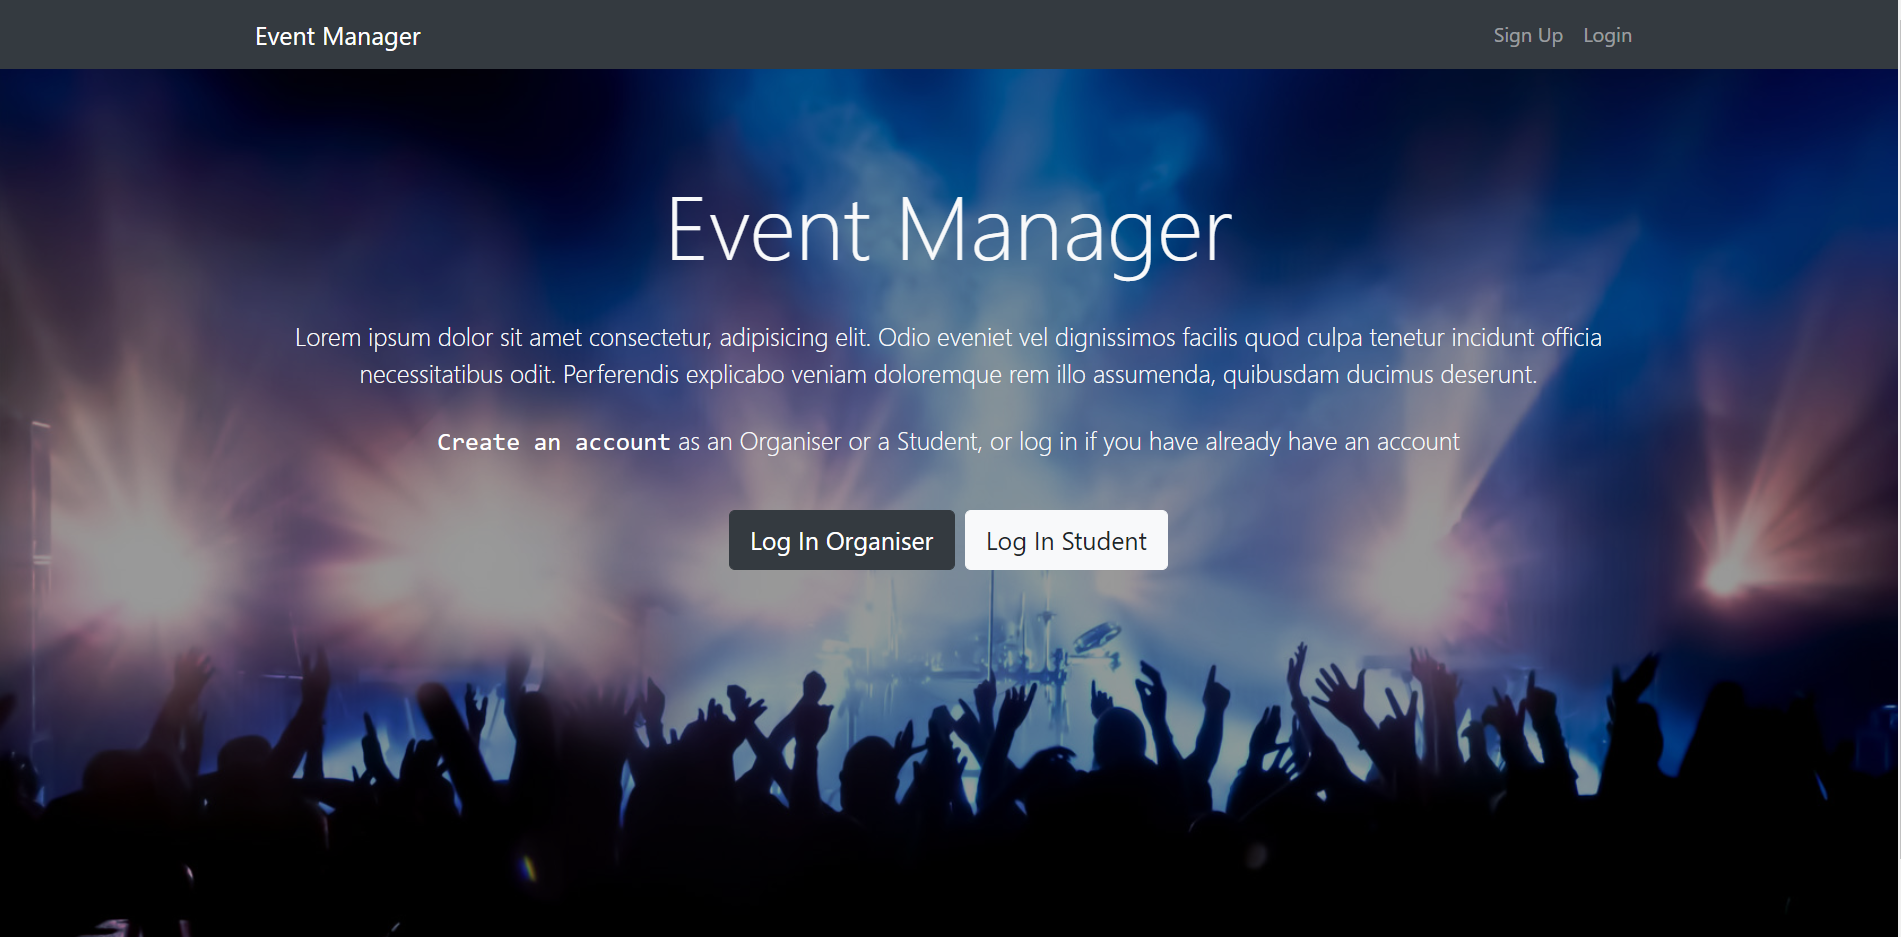 Event Manager
Sign Up Login
Event Manager
Lorem ipsum dolor sit amet consectetur, adipisicing elit. Odio eveniet vel dignissimos facilis quod culpa tenetur incidunt officia
necessitatibus odit. Perferendis explicabo veniam doloremque rem illo assumenda, quibusdam ducimus deserunt.
Create an account as an Organiser or a Student, or log in if you have already have an account
Log In Organiser Log In Student